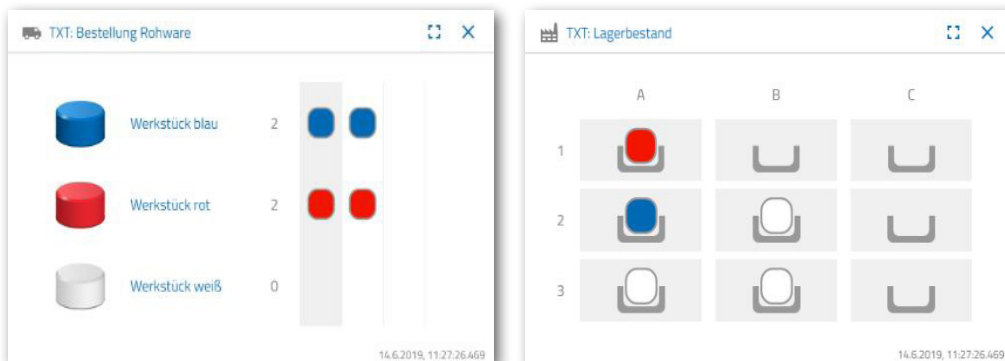 TXT: Bestellung Rohware
Werkstück blau 2
Werkstück rot 2
Werkstück weiß 0
14.6.2019, 11:27:26.469
TXT: Lagerbestand
A B C
1
2
3
14.6.2019, 11:27:26.469